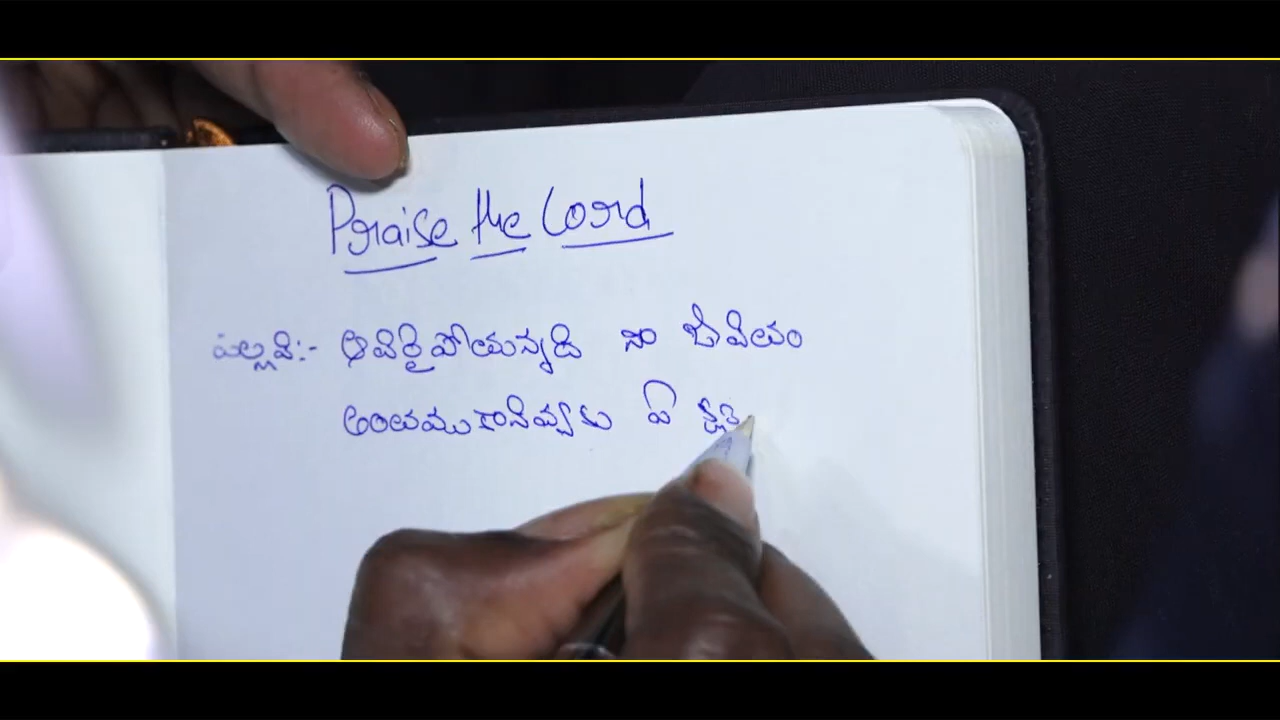 Praise the Lord
పల్లవి:- ఆవిరైపోతున్నది నా జీవితం
అంతముకానివ్వకు ఏ